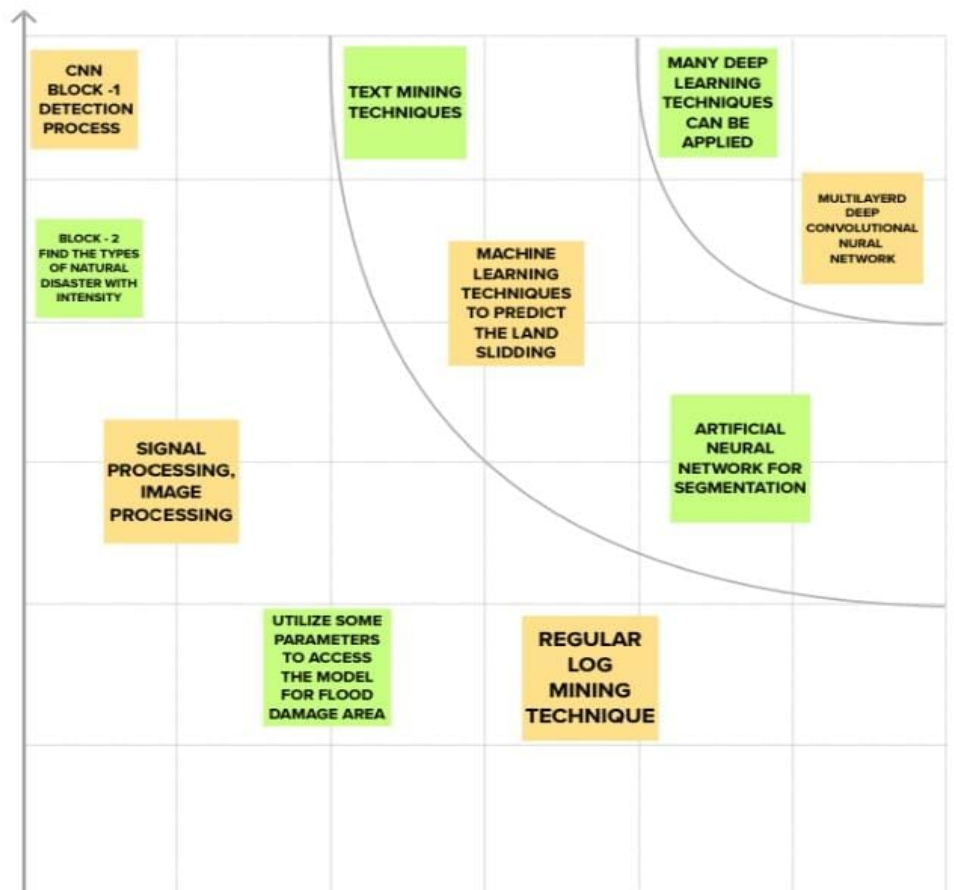 CNN
BLOCK -1
DETECTION
PROCESS
TEXT MINING
TECHNIQUES
MANY DEEP
LEARNING
TECHNIQUES
CAN BE
APPLIED
MULTILAYERD
DEEP
CONVOLUTIONAL
NURAL
NETWORK
BLOCK - 2
FIND THE TYPES
OF NATURAL
DISASTER WITH
INTENSITY
MACHINE
LEARNING
TECHNIQUES
TO PREDICT
THE LAND
SLIDDING
ARTIFICIAL
NEURAL
NETWORK FOR
SEGMENTATION
SIGNAL
PROCESSING,
IMAGE
PROCESSING
UTILIZE SOME
PARAMETERS
TO ACCESS
THE MODEL
FOR FLOOD
DAMAGE AREA
REGULAR
LOG
MINING
TECHNIQUE